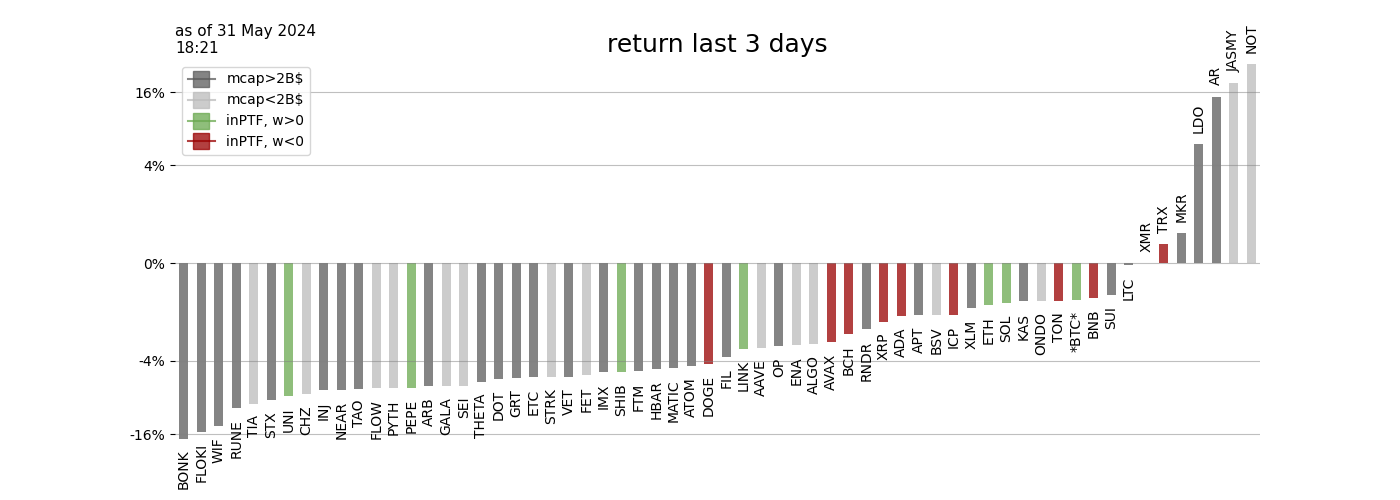 as of 31 May 2024
18:21
return last 3 days
mcap>2B$
mcap<2B$
inPTF, w>0
inPTF, w<0
16%
4%
0%
-4%
-16%
BONK
FLOKI
WIF
RUNE
TIA
STX
UNI
CHZ
INJ
NEAR
TAO
FLOW
PYTH
PEPE
ARB
GALA
SEI
THETA
DOT
GRT
ETC
STRK
VET
FET
IMX
SHIB
FTM
HBAR
MATIC
ATOM
DOGE
FIL
LINK
AAVE
OP
ENA
ALGO
AVAX
BCH
RNDR
XRP
ADA
APT
BSV
ICP
XLM
ETH
SOL
KAS
ONDO
TON
*BTC*
BNB
SUI
LTC
XMR
TRX
MKR
LDO
AR
JASMY
NOT